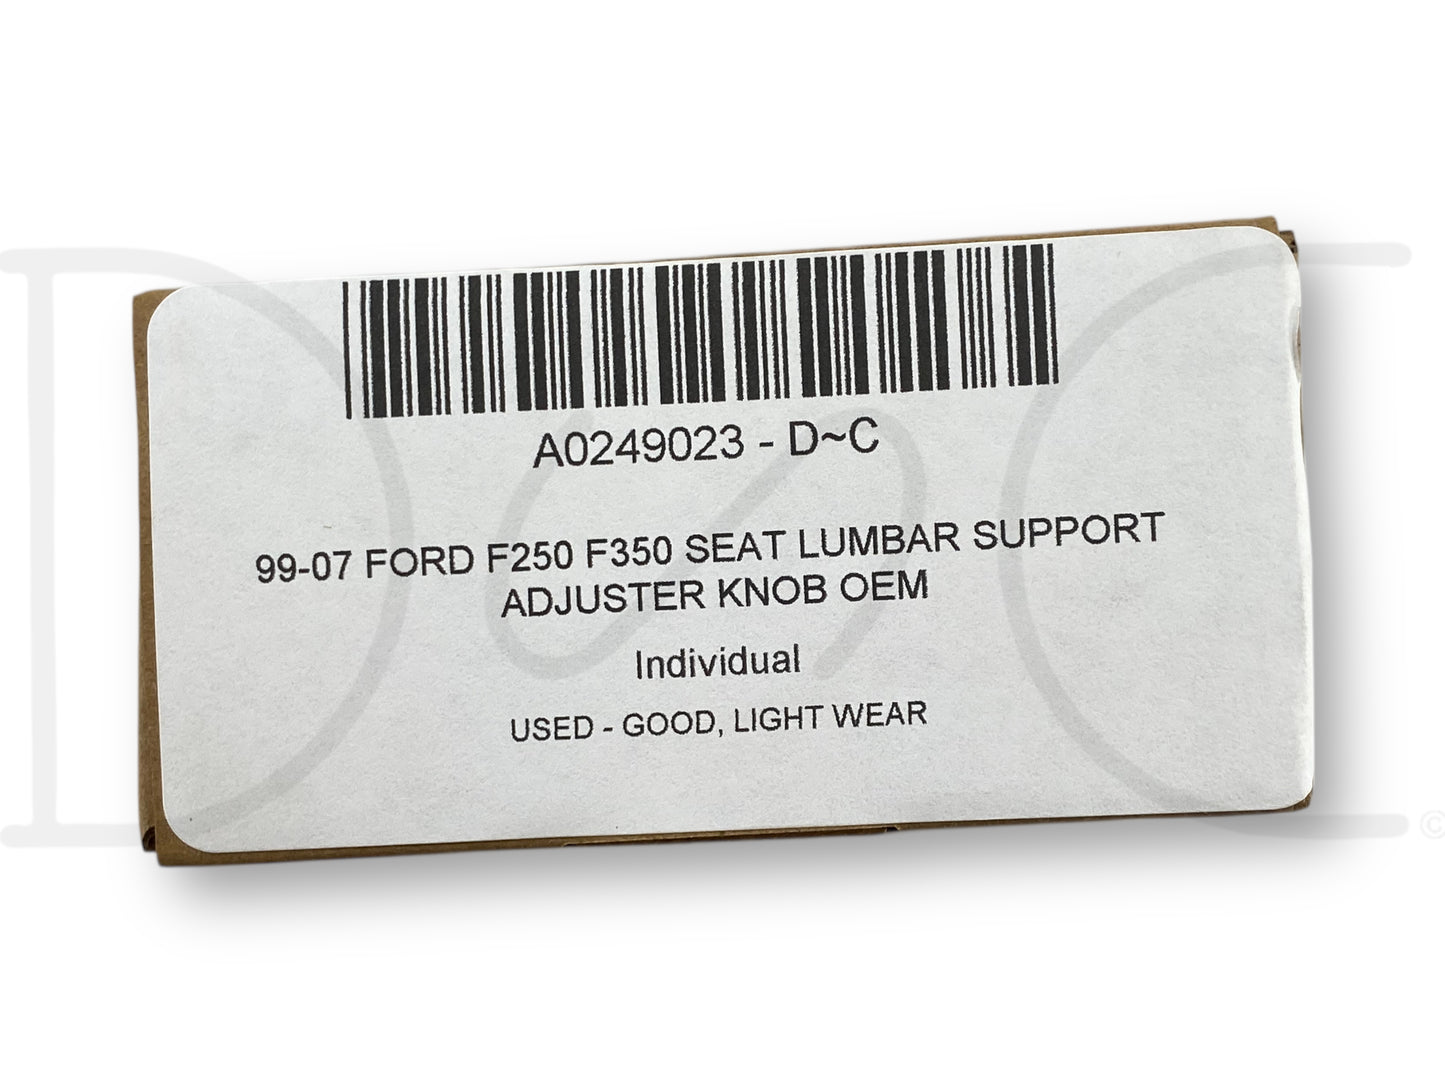 A0249023 - D~C
99-07 FORD F250 F350 SEAT LUMBAR SUPPORT
ADJUSTER KNOB OEM
Individual
USED - GOOD, LIGHT WEAR
D~C ©